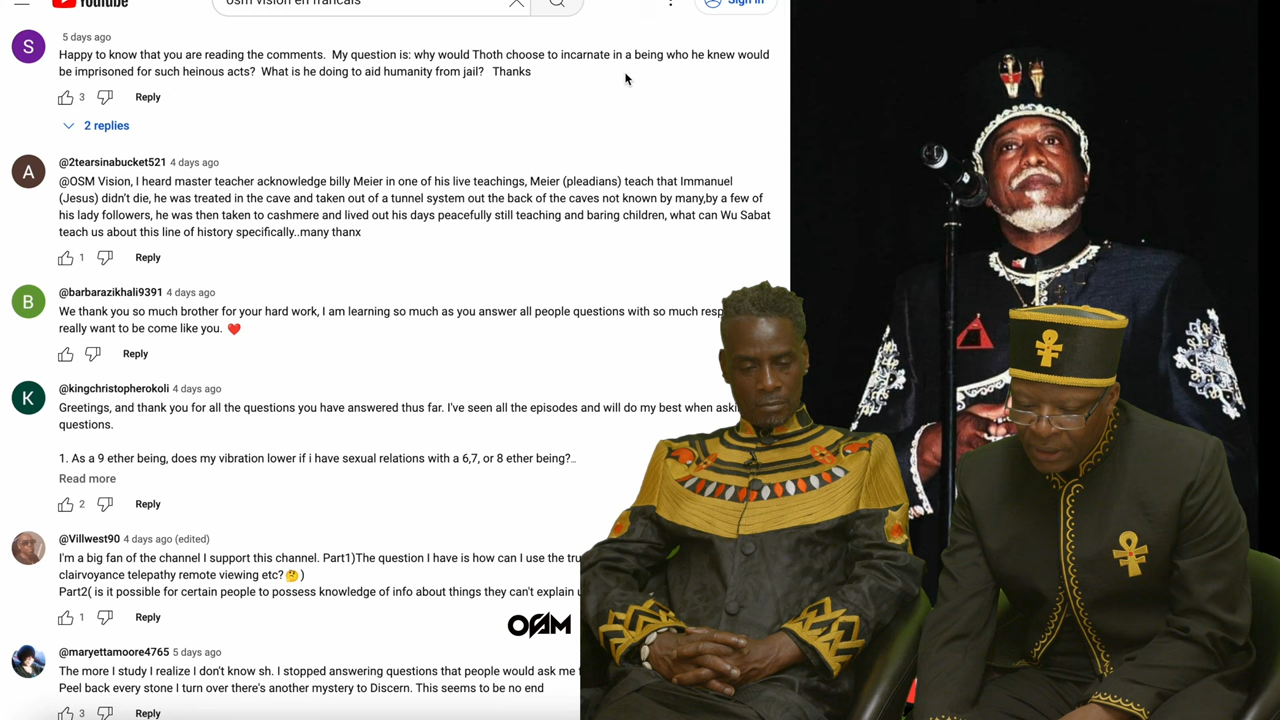 YouTube
osm vision en francais
Sign in
S
5 days ago
Happy to know that you are reading the comments. My question is: why would Thoth choose to incarnate in a being who he knew would
be imprisoned for such heinous acts? What is he doing to aid humanity from jail? Thanks
3
Reply
2 replies
A
@2tearsinabucket521 4 days ago
@OSM Vision, I heard master teacher acknowledge billy Meier in one of his live teachings, Meier (pleadians) teach that Immanuel
(Jesus) didn't die, he was treated in the cave and taken out of a tunnel system out the back of the caves not known by many,by a few of
his lady followers, he was then taken to cashmere and lived out his days peacefully still teaching and baring children, what can Wu Sabat
teach us about this line of history specifically..many thanx
1
Reply
B
@barbarazikhali9391 4 days ago
We thank you so much brother for your hard work, I am learning so much as you answer all people questions with so much resp
really want to be come like you. ❤️
Reply
K
@kingchristopherokoli 4 days ago
Greetings, and thank you for all the questions you have answered thus far. I've seen all the episodes and will do my best when aski
questions.
1. As a 9 ether being, does my vibration lower if i have sexual relations with a 6,7, or 8 ether being?..
Read more
2
Reply
@Villwest90 4 days ago (edited)
I'm a big fan of the channel I support this channel. Part1)The question I have is how can I use the tru
clairvoyance telepathy remote viewing etc?🤔)
Part2( is it possible for certain people to possess knowledge of info about things they can't explain u
1
Reply
OSM
@maryettamoore4765 5 days ago
The more I study I realize I don't know sh. I stopped answering questions that people would ask me f
Peel back every stone I turn over there's another mystery to Discern. This seems to be no end
3
Reply